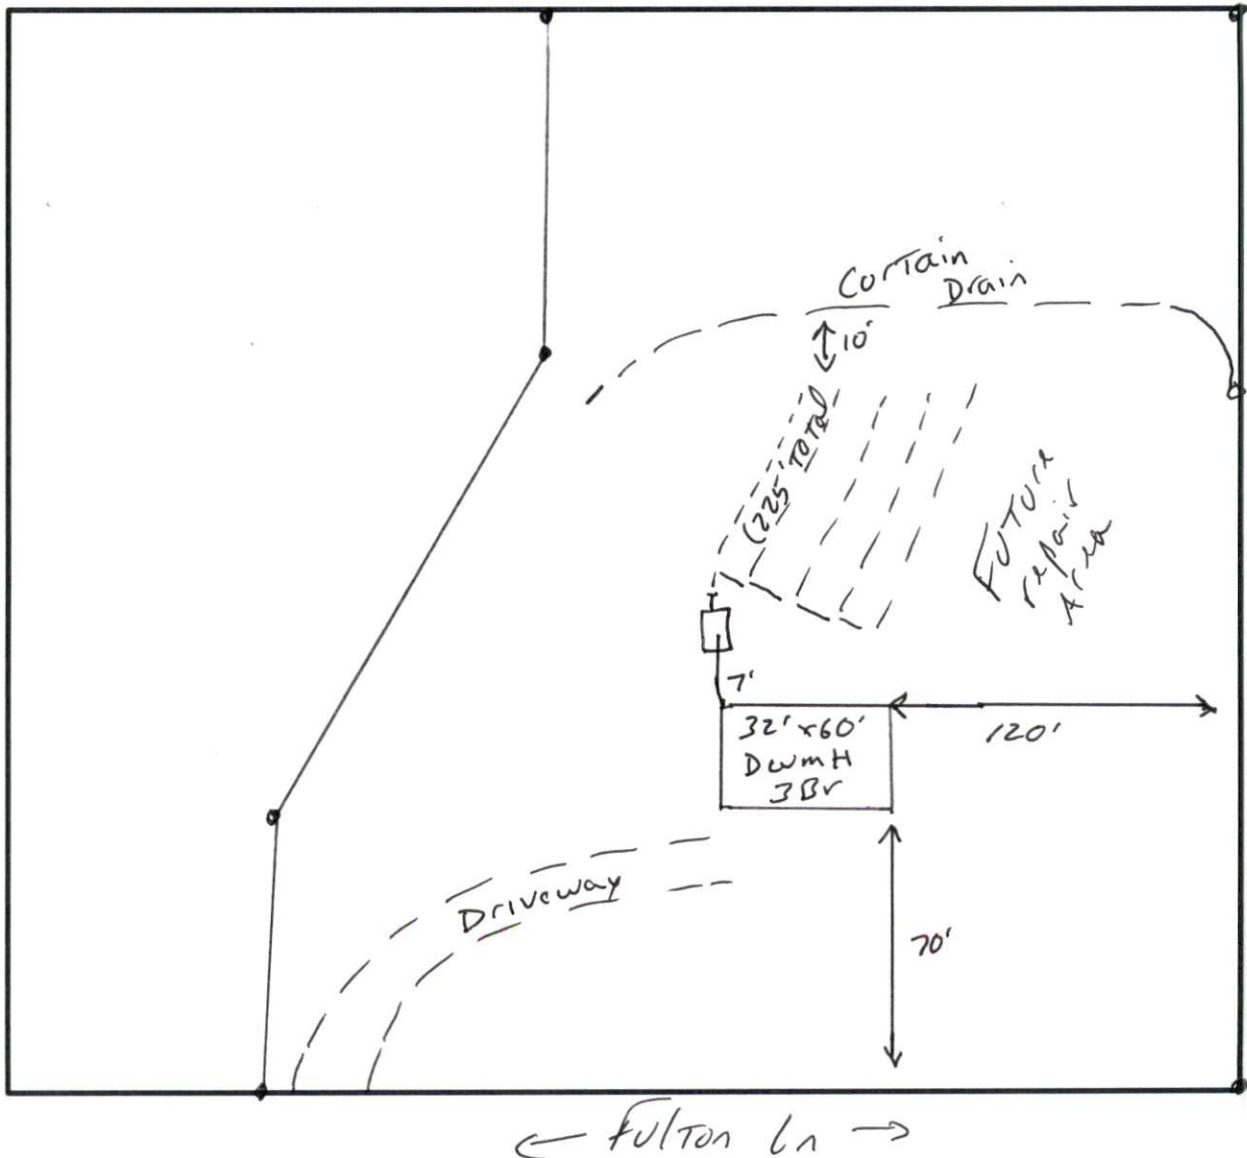 Curtain
Drain
10'
(225' Total
Future
repair
Area
7'
32'x60'
DwmH
3Br
120'
Driveway
70'
← Fulton Ln →